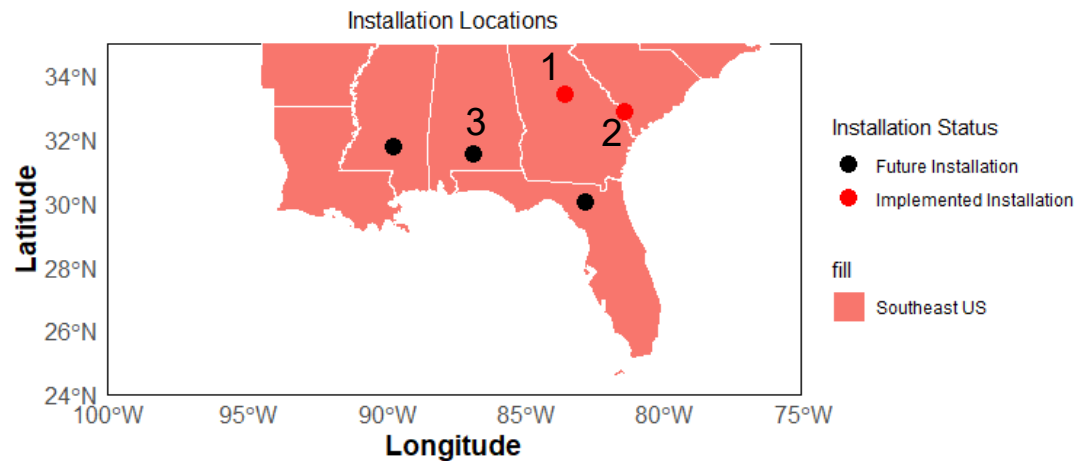 Installation Locations
34°N
32°N
30°N
28°N
26°N
24°N
Latitude
1
2
3
100°W
95°W
90°W
85°W
80°W
75°W
Longitude
Installation Status
Future Installation
Implemented Installation
fill
Southeast US